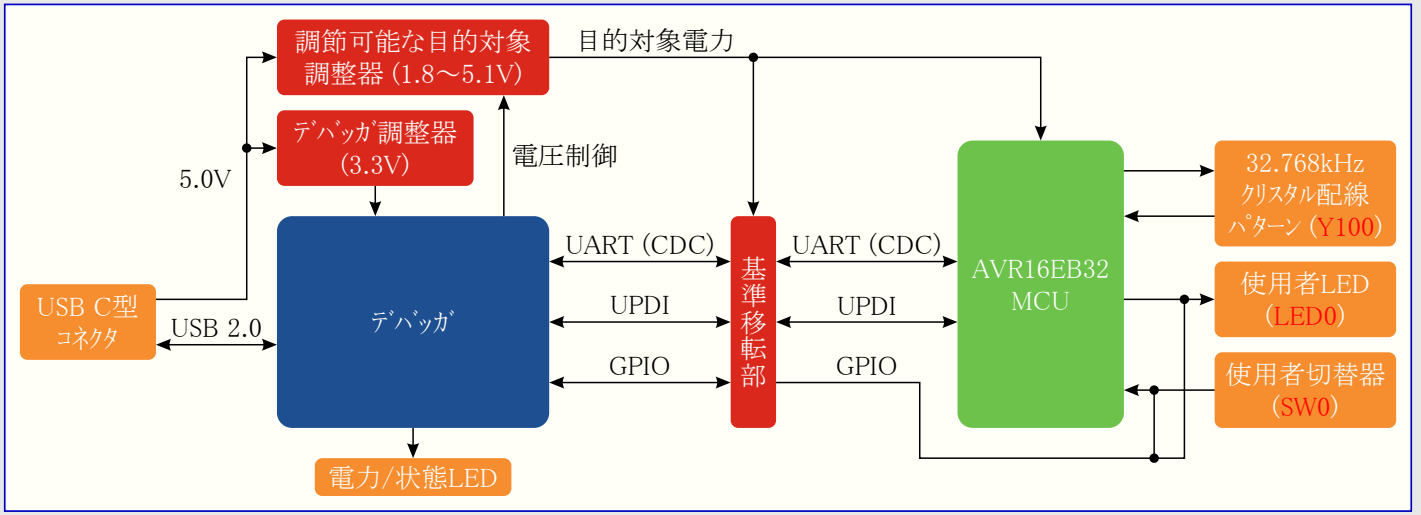 調節可能な目的対象
調整器 (1.8～5.1V)
目的対象電力
デバッガ調整器
(3.3V)
電圧制御
5.0V
32.768kHz
クリスタル配線
パターン (Y100)
UART (CDC)
UART (CDC)
基準移転部
AVR16EB32
MCU
使用者LED
(LED0)
USB C型
コネクタ
USB 2.0
デバッガ
UPDI
UPDI
GPIO
GPIO
使用者切替器
(SW0)
電力/状態LED